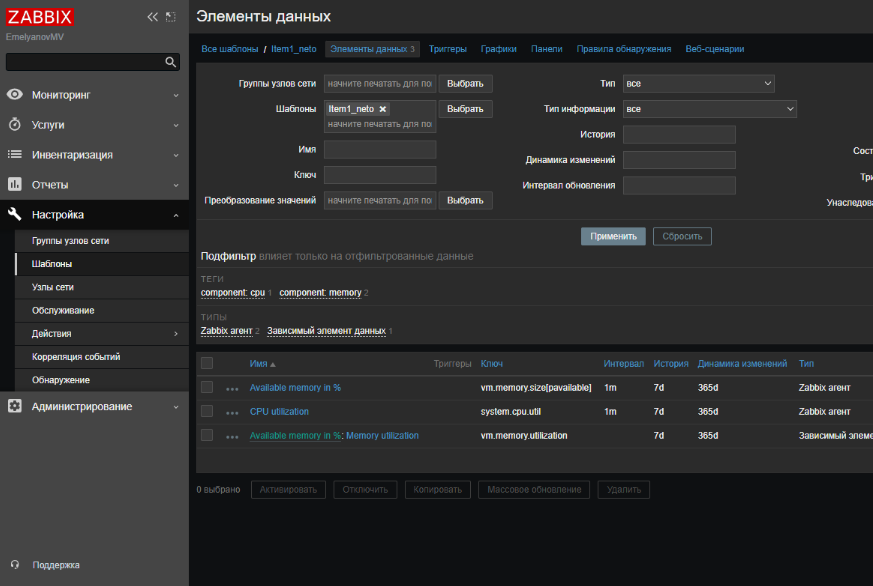 ZABBIX
EmelyanovMV
Мониторинг
Услуги
Инвентаризация
Отчеты
Настройка
Группы узлов сети
Шаблоны
Узлы сети
Обслуживание
Действия
Корреляция событий
Обнаружение
Администрирование
Поддержка
Элементы данных
Все шаблоны / Item1_neto Элементы данных 3 Триггеры Графики Панели Правила обнаружения Веб-сценарии
Группы узлов сети начните печатать для по Выбрать Тип все
Шаблоны Item1_neto Выбрать Тип информации все
начните печатать для по
История
Имя Сост
Динамика изменений
Ключ Три
Интервал обновления
Преобразование значений начните печатать для по Выбрать Унаследова
Применить Сбросить
Подфильтр влияет только на отфильтрованные данные
ТЕГИ
component: cpu 1 component: memory 2
ТИПЫ
Zabbix агент 2 Зависимый элемент данных 1
Имя Триггеры Ключ Интервал История Динамика изменений Тип
Available memory in % vm.memory.size[pavailable] 1m 7d 365d Zabbix агент
CPU utilization system.cpu.util 1m 7d 365d Zabbix агент
Available memory in %: Memory utilization vm.memory.utilization 7d 365d Зависимый элеме
0 выбрано Активировать Отключить Копировать Массовое обновление Удалить